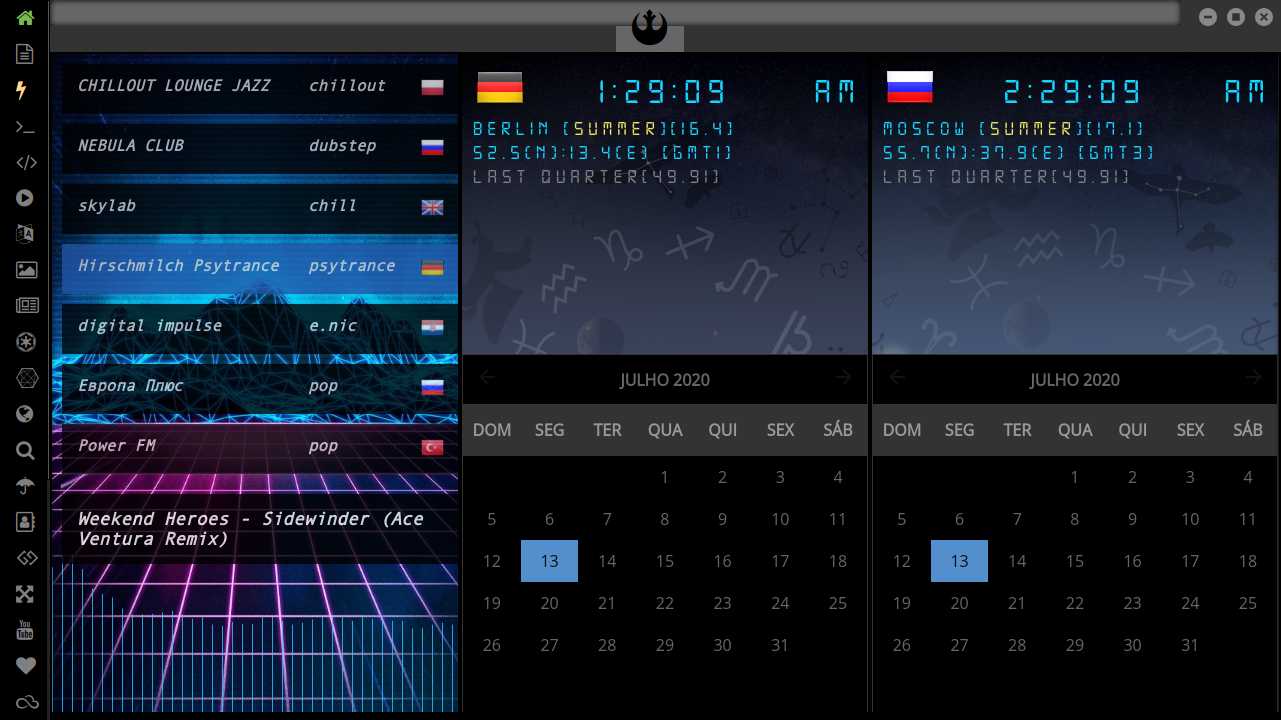 CHILLOUT LOUNGE JAZZ chillout
NEBULA CLUB dubstep
skylab chill
Hirschmilch Psytrance psytrance
digital impulse e.nic
Европа Плюс pop
Power FM pop
Weekend Heroes - Sidewinder (Ace
Ventura Remix)
1:29:09 AM
BERLIN [SUMMER][16.4]
52.5(N):13.4(E) [GMT1]
LAST QUARTER[49.91]
JULHO 2020
DOM SEG TER QUA QUI SEX SÁB
1 2 3 4
5 6 7 8 9 10 11
12 13 14 15 16 17 18
19 20 21 22 23 24 25
26 27 28 29 30 31
2:29:09 AM
MOSCOW [SUMMER][17.1]
55.7(N):37.9(E) [GMT3]
LAST QUARTER[49.91]
JULHO 2020
DOM SEG TER QUA QUI SEX SÁB
1 2 3 4
5 6 7 8 9 10 11
12 13 14 15 16 17 18
19 20 21 22 23 24 25
26 27 28 29 30 31
You
Tube